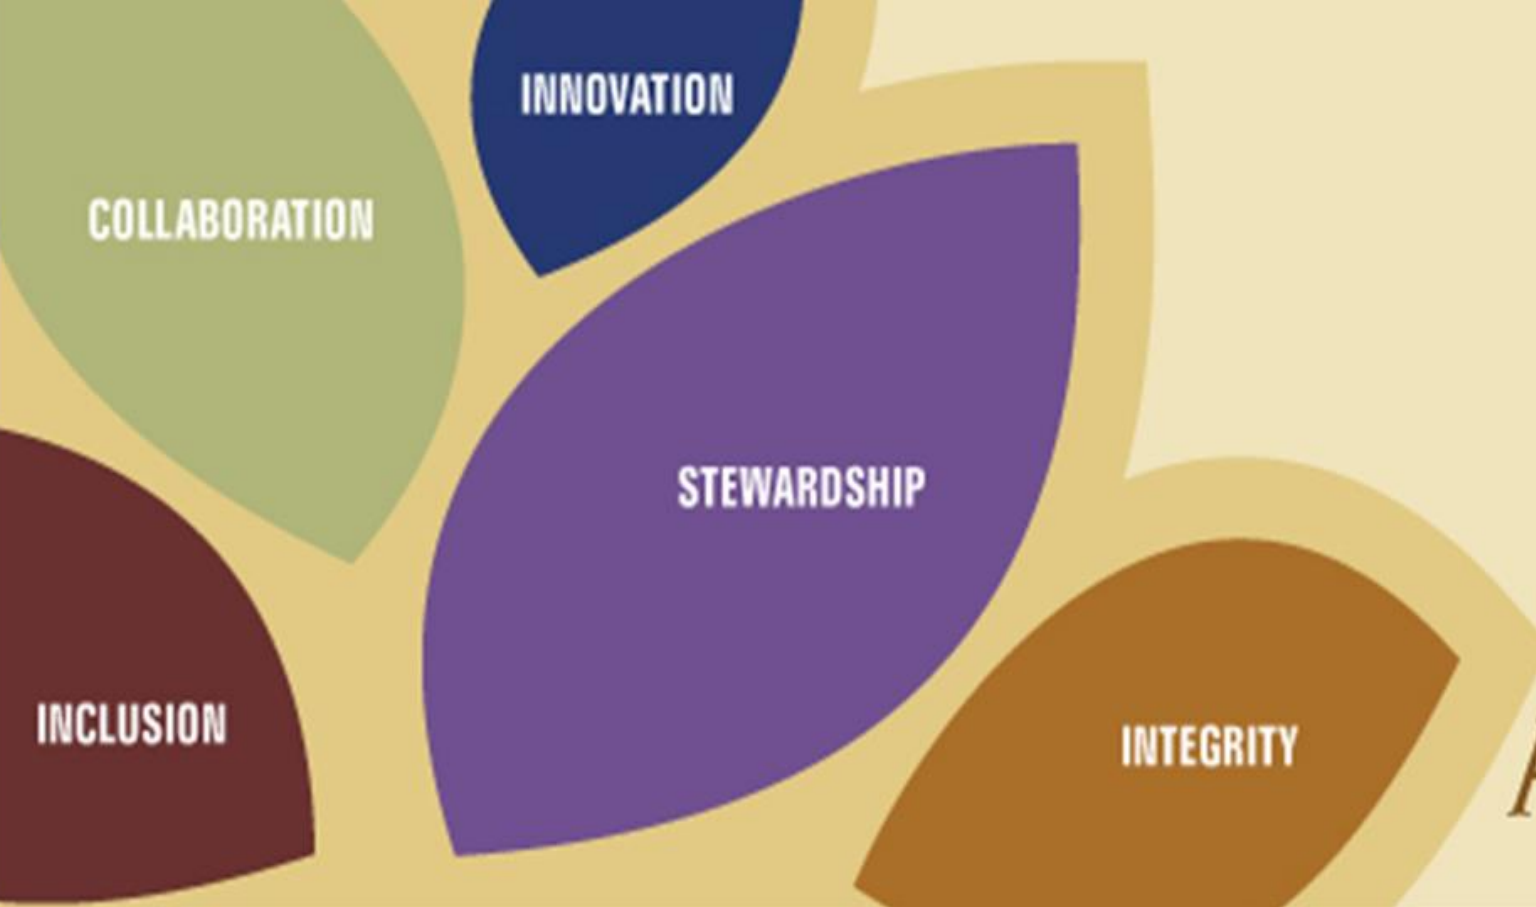 INNOVATION
COLLABORATION
STEWARDSHIP
INCLUSION
INTEGRITY